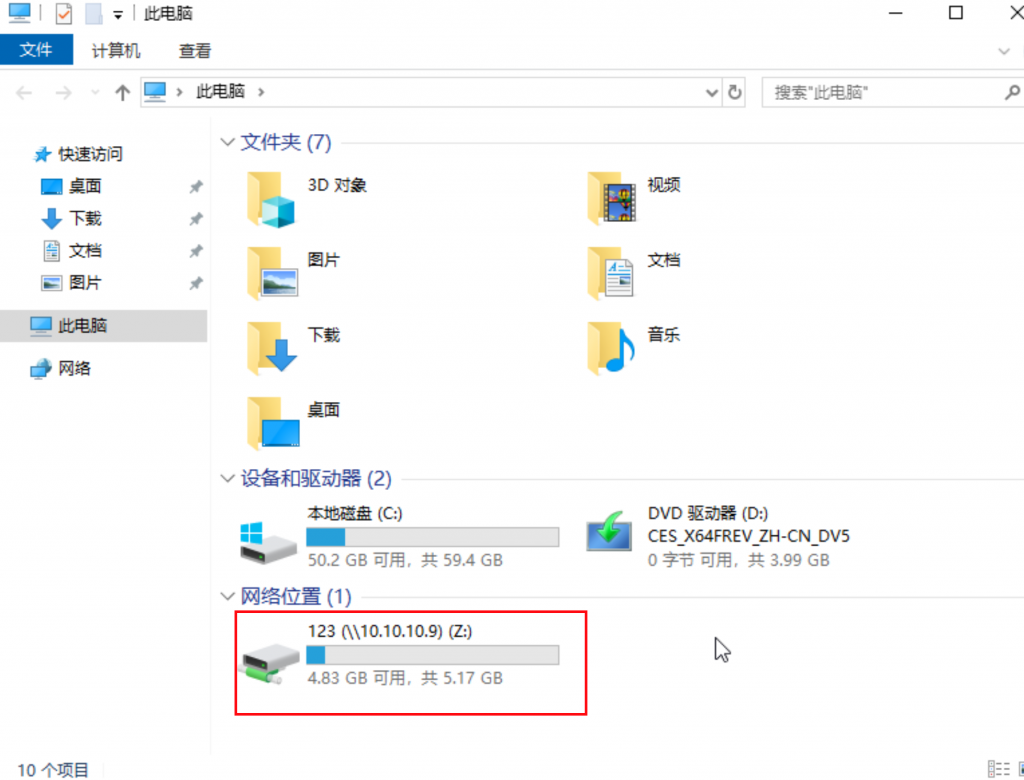 此电脑
文件 计算机 查看
此电脑
搜索"此电脑"
快速访问
桌面
下载
文档
图片
此电脑
网络
文件夹 (7)
3D 对象
视频
图片
文档
下载
音乐
桌面
设备和驱动器 (2)
本地磁盘 (C:)
50.2 GB 可用，共 59.4 GB
DVD 驱动器 (D:)
CES_X64FREV_ZH-CN_DV5
0 字节 可用，共 3.99 GB
网络位置 (1)
123 (\\10.10.10.9) (Z:)
4.83 GB 可用，共 5.17 GB
10 个项目